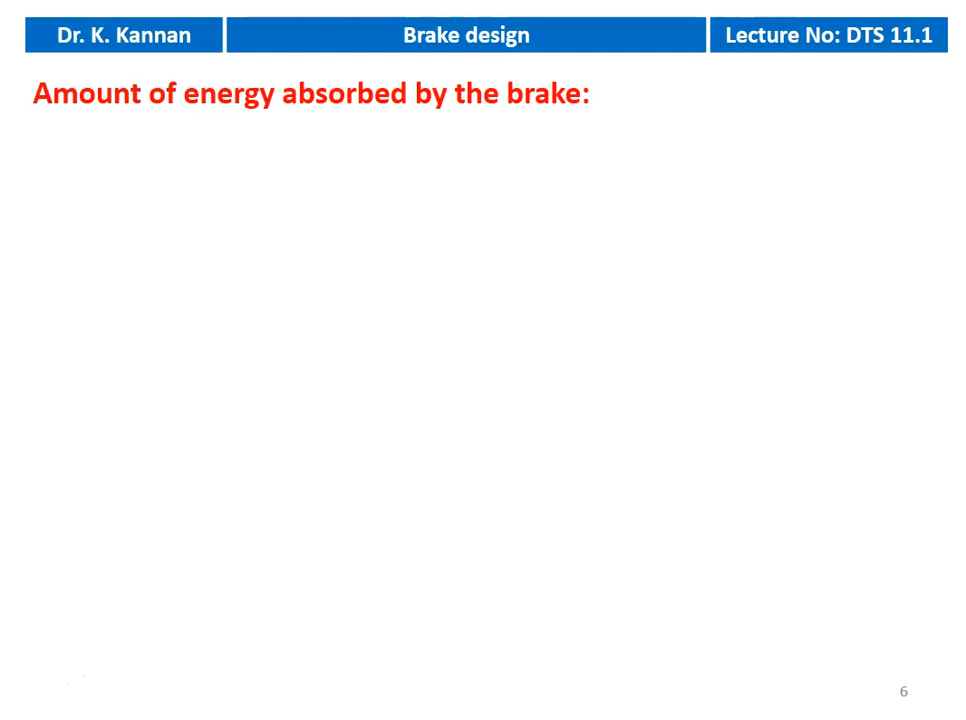 Dr. K. Kannan
Brake design
Lecture No: DTS 11.1
Amount of energy absorbed by the brake:
6